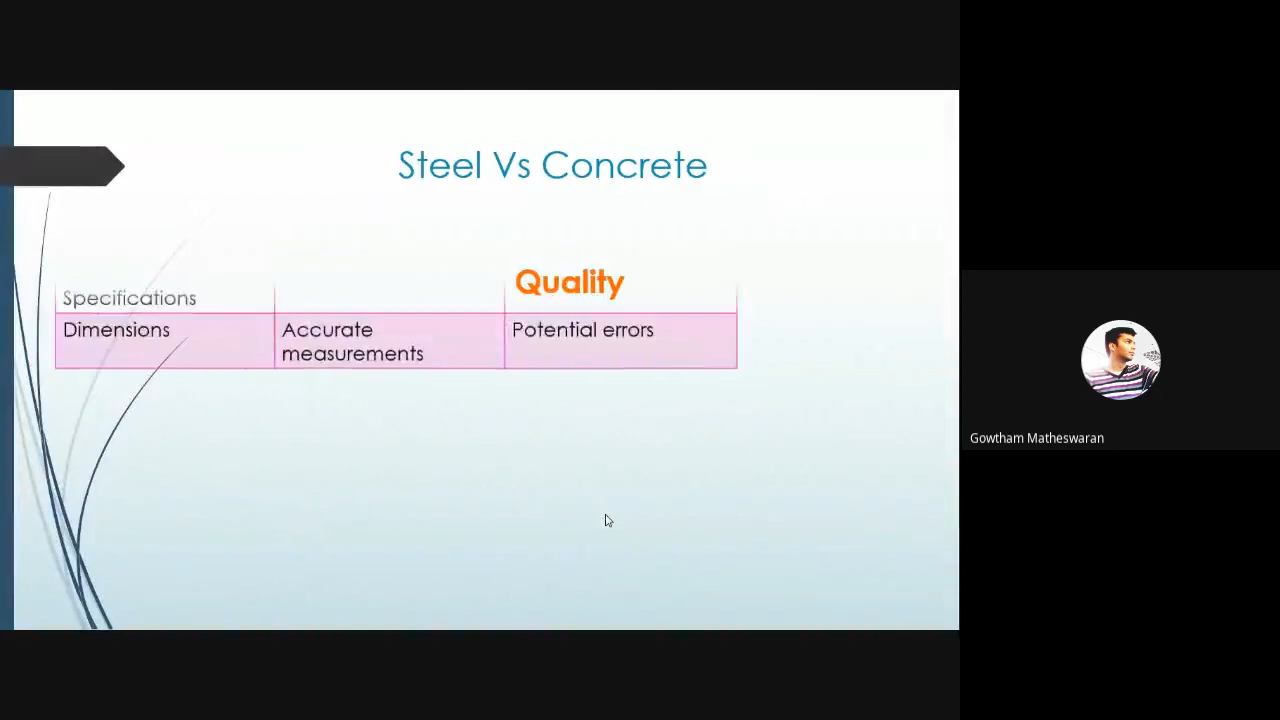 Steel Vs Concrete
Quality
Specifications
Dimensions
Accurate
measurements
Potential errors
Gowtham Matheswaran